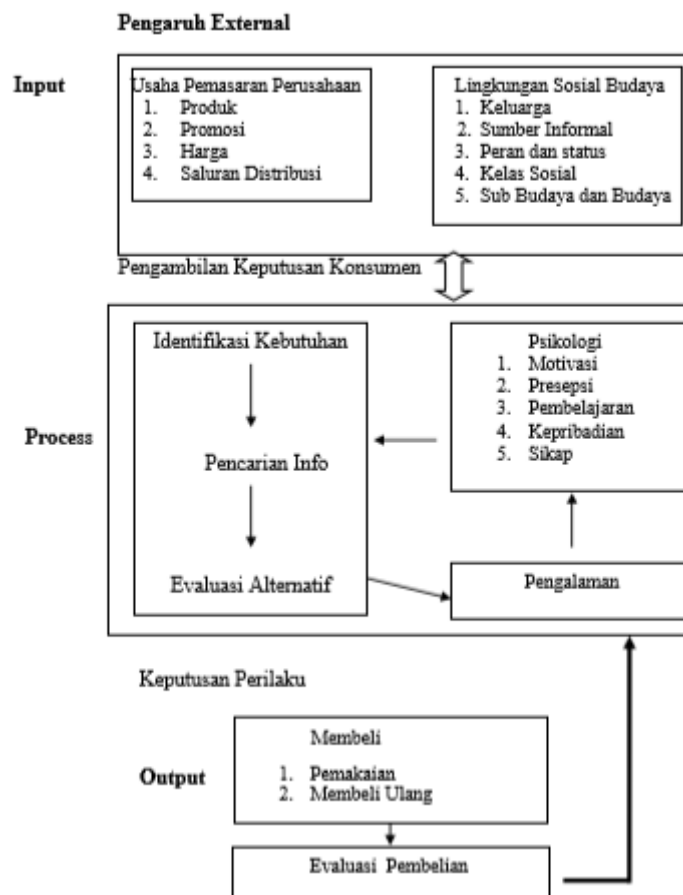 Pengaruh External
Input
Usaha Pemasaran Perusahaan
1. Produk
2. Promosi
3. Harga
4. Saluran Distribusi
Lingkungan Sosial Budaya
1. Keluarga
2. Sumber Informal
3. Peran dan status
4. Kelas Sosial
5. Sub Budaya dan Budaya
Pengambilan Keputusan Konsumen
Process
Identifikasi Kebutuhan
Pencarian Info
Evaluasi Alternatif
Psikologi
1. Motivasi
2. Presepsi
3. Pembelajaran
4. Kepribadian
5. Sikap
Pengalaman
Keputusan Perilaku
Output
Membeli
1. Pemakaian
2. Membeli Ulang
Evaluasi Pembelian